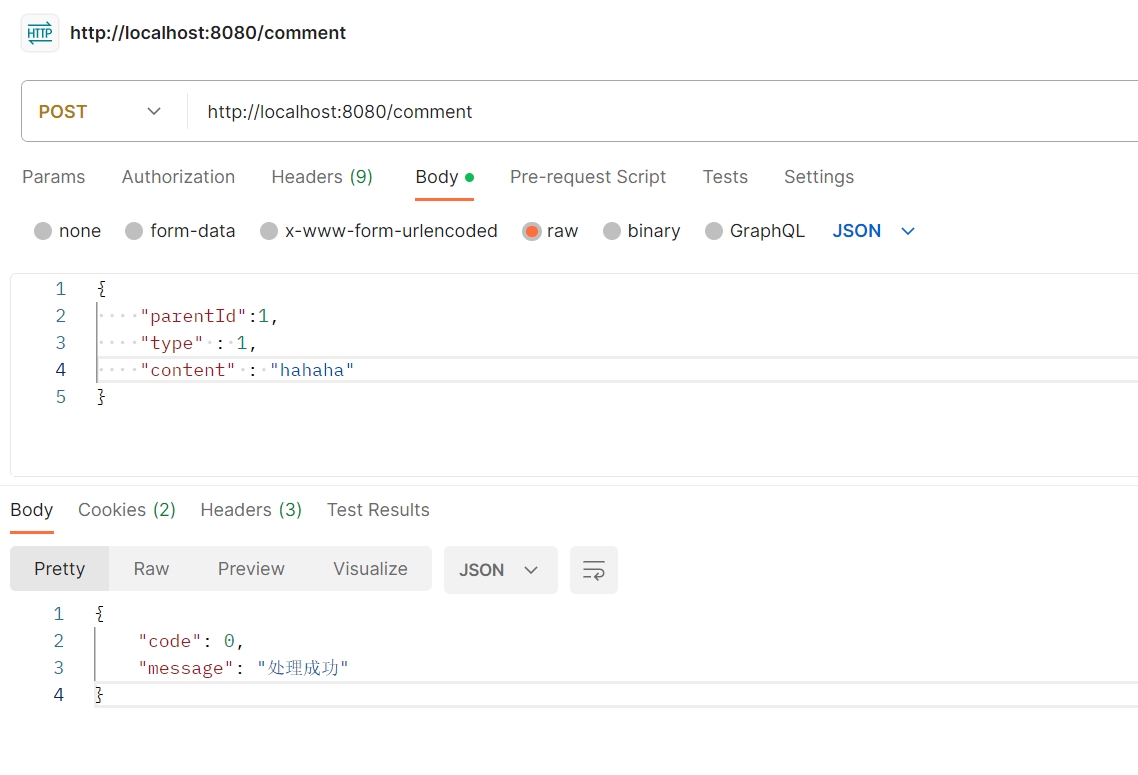 HTTP http://localhost:8080/comment
POST http://localhost:8080/comment
Params Authorization Headers (9) Body Pre-request Script Tests Settings
none form-data x-www-form-urlencoded raw binary GraphQL JSON
1 {
2 "parentId":1,
3 "type" : 1,
4 "content" : "hahaha"
5 }
Body Cookies (2) Headers (3) Test Results
Pretty Raw Preview Visualize JSON
1 {
2 "code": 0,
3 "message": "处理成功"
4 }